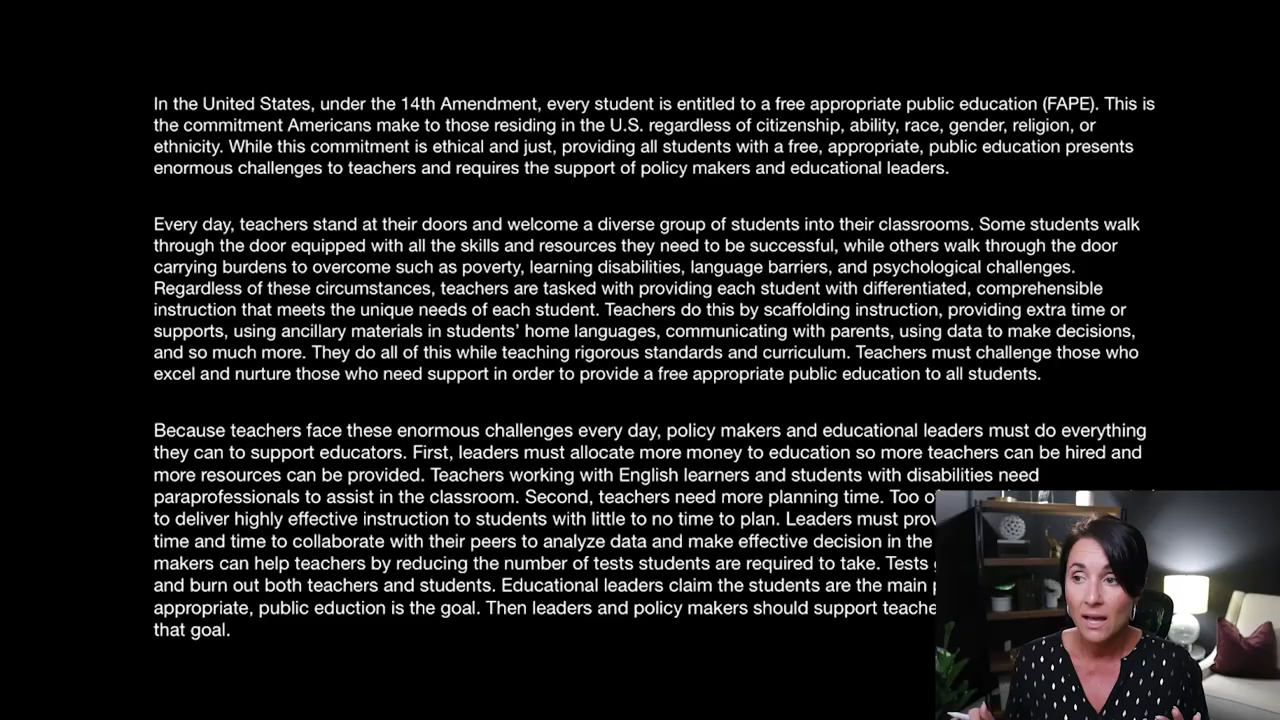 In the United States, under the 14th Amendment, every student is entitled to a free appropriate public education (FAPE). This is
the commitment Americans make to those residing in the U.S. regardless of citizenship, ability, race, gender, religion, or
ethnicity. While this commitment is ethical and just, providing all students with a free, appropriate, public education presents
enormous challenges to teachers and requires the support of policy makers and educational leaders.
Every day, teachers stand at their doors and welcome a diverse group of students into their classrooms. Some students walk
through the door equipped with all the skills and resources they need to be successful, while others walk through the door
carrying burdens to overcome such as poverty, learning disabilities, language barriers, and psychological challenges.
Regardless of these circumstances, teachers are tasked with providing each student with differentiated, comprehensible
instruction that meets the unique needs of each student. Teachers do this by scaffolding instruction, providing extra time or
supports, using ancillary materials in students’ home languages, communicating with parents, using data to make decisions,
and so much more. They do all of this while teaching rigorous standards and curriculum. Teachers must challenge those who
excel and nurture those who need support in order to provide a free appropriate public education to all students.
Because teachers face these enormous challenges every day, policy makers and educational leaders must do everything
they can to support educators. First, leaders must allocate more money to education so more teachers can be hired and
more resources can be provided. Teachers working with English learners and students with disabilities need
paraprofessionals to assist in the classroom. Second, teachers need more planning time. Too
to deliver highly effective instruction to students with little to no time to plan. Leaders must
time and time to collaborate with their peers to analyze data and make effective decision in the
makers can help teachers by reducing the number of tests students are required to take. Tests
and burn out both teachers and students. Educational leaders claim the students are the main
appropriate, public eduction is the goal. Then leaders and policy makers should support
that goal.